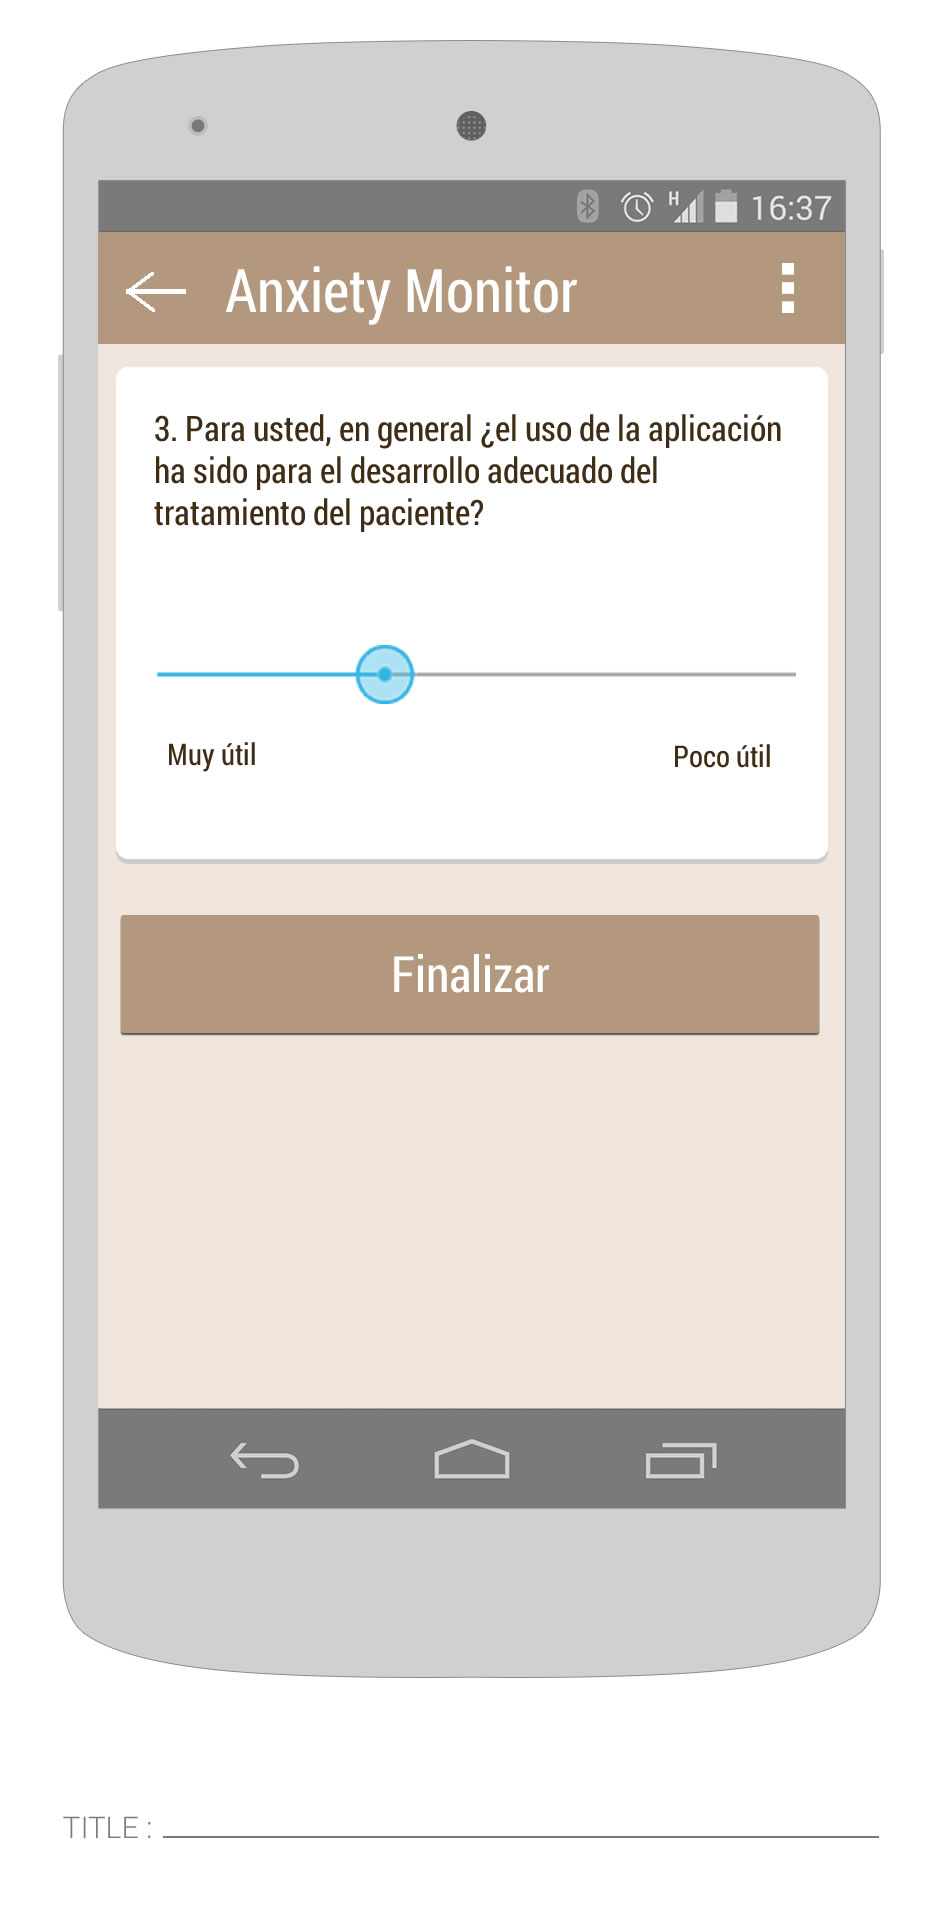 H 16:37
Anxiety Monitor
3. Para usted, en general ¿el uso de la aplicación
ha sido para el desarrollo adecuado del
tratamiento del paciente?
Muy útil Poco útil
Finalizar
TITLE :